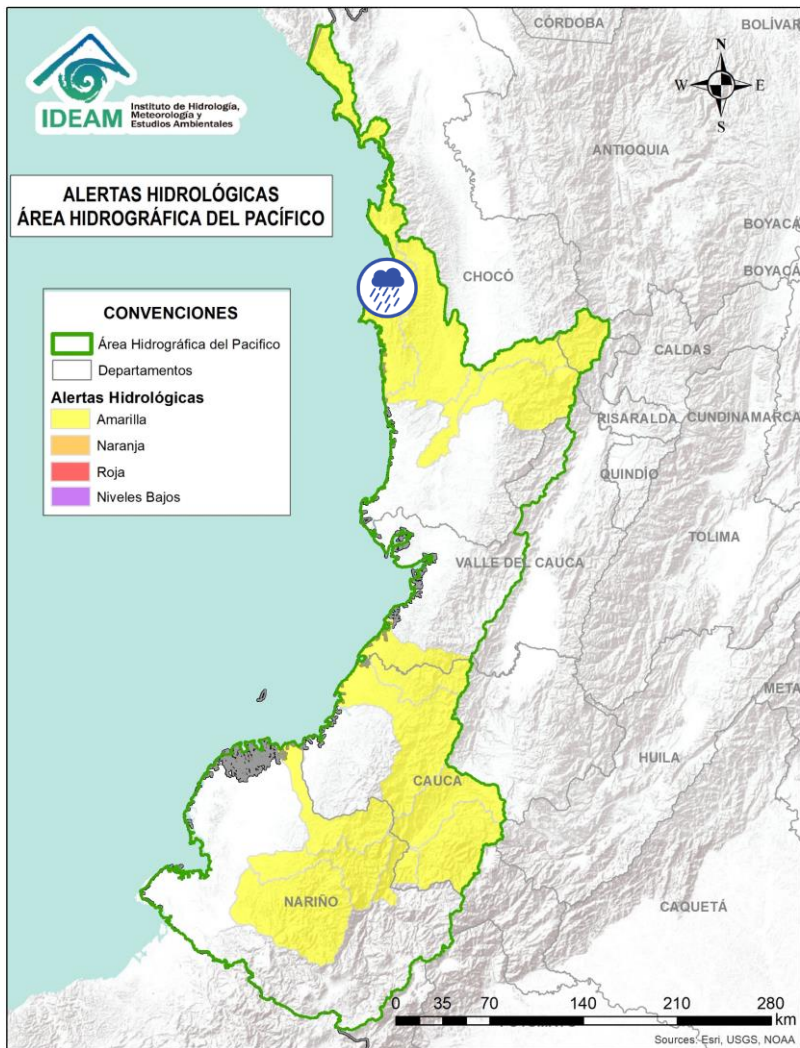 IDEAM
Instituto de Hidrología,
Meteorología y
Estudios Ambientales
ALERTAS HIDROLÓGICAS
ÁREA HIDROGRÁFICA DEL PACÍFICO
CONVENCIONES
Área Hidrográfica del Pacifico
Departamentos
Alertas Hidrológicas
Amarilla
Naranja
Roja
Niveles Bajos
N
W E
S
CÓRDOBA
BOLÍVAR
ANTIOQUIA
BOYACÁ
CHOCÓ
BOYACÁ
CALDAS
RISARALDA
CUNDINAMARCA
QUINDÍO
TOLIMA
VALLE DEL CAUCA
META
HUILA
CAUCA
NARIÑO
CAQUETÁ
0 35 70 140 210 280
km
Sources: Esri, USGS, NOAA